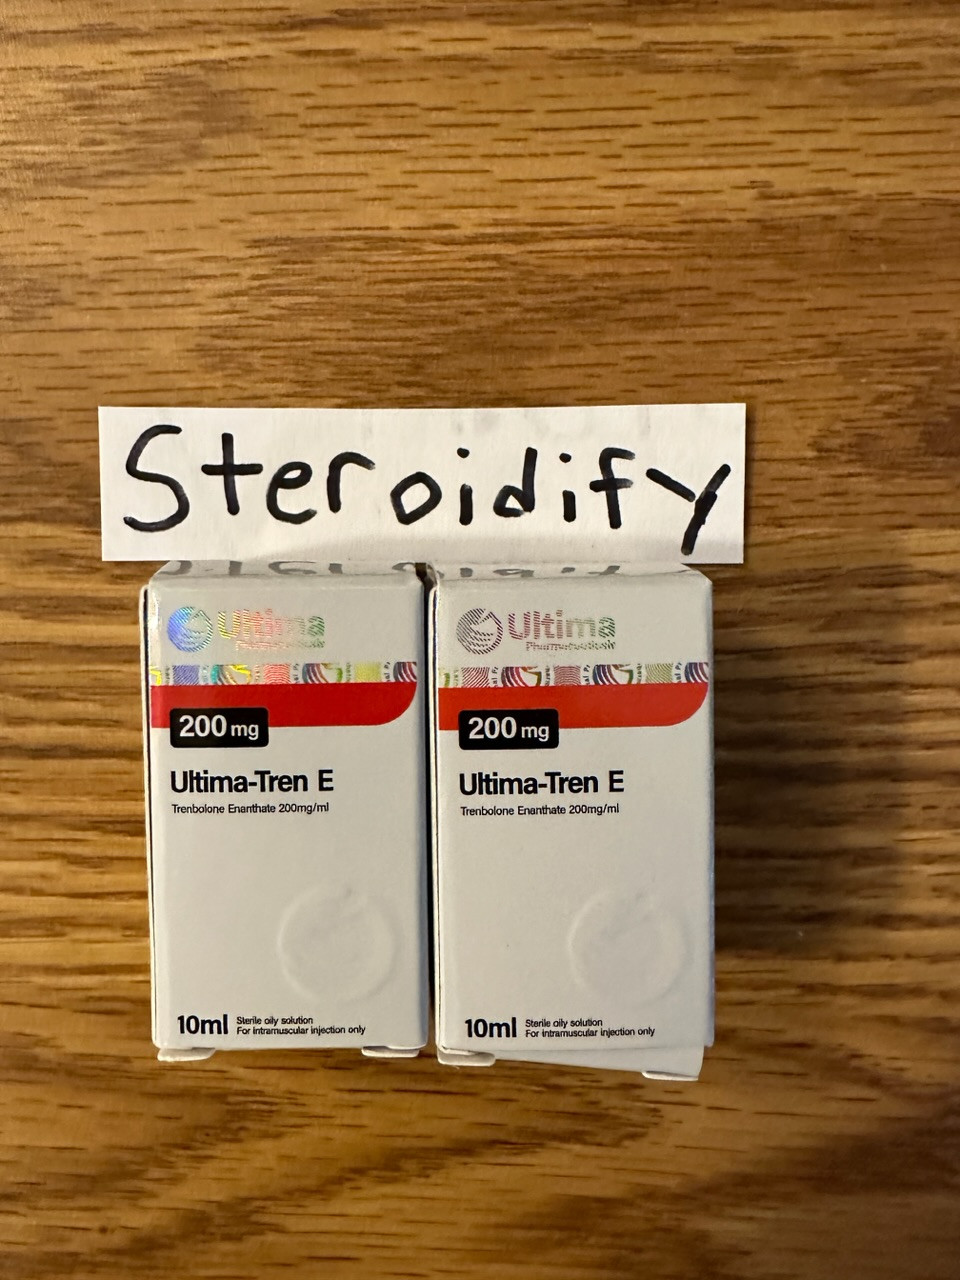 Steroidify
Ultima
Pharmaceuticals
200 mg
Ultima-Tren E
Trenbolone Enanthate 200mg/ml
10ml
Sterile oily solution
For intramuscular injection only
Ultima
Pharmaceuticals
200 mg
Ultima-Tren E
Trenbolone Enanthate 200mg/ml
10ml
Sterile oily solution
For intramuscular injection only